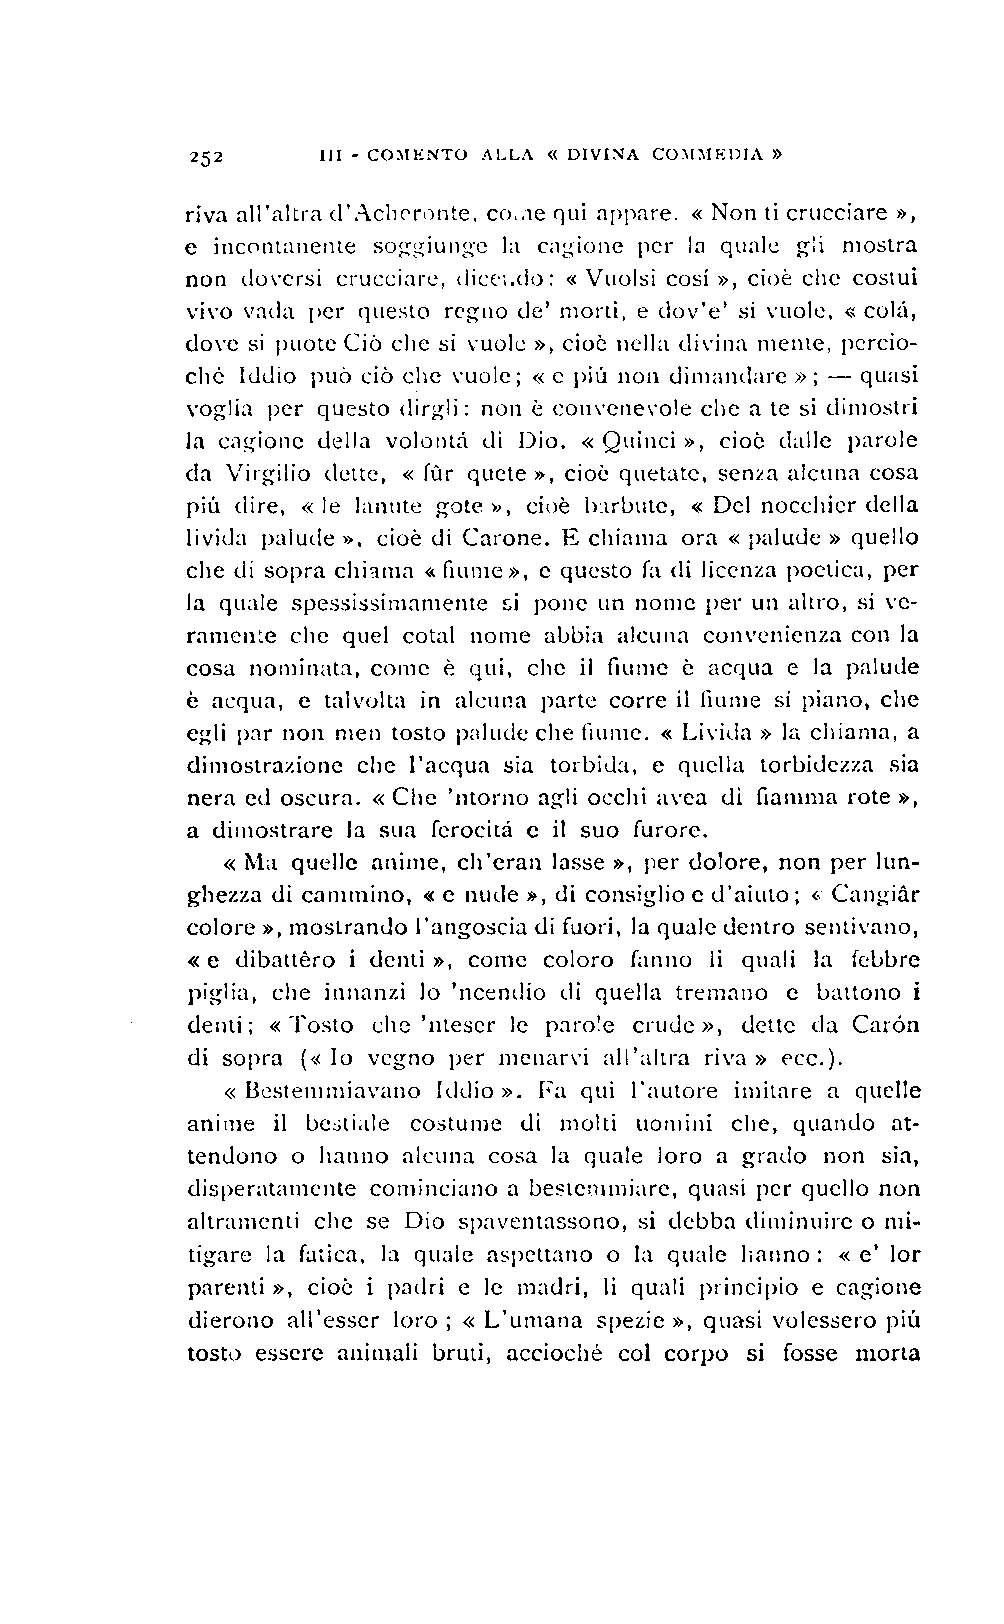 252 III - COMENTO ALLA « DIVINA COMMEDIA »
riva all'altra d'Acheronte, come qui appare. « Non ti crucciare »,
e incontanente soggiunge la cagione per la quale gli mostra
non doversi crucciare, dicendo: « Vuolsi cosí », cioè che costui
vivo vada per questo regno de' morti, e dov'e' si vuole, « colá,
dove si puote Ciò che si vuole », cioè nella divina mente, percio-
ché Iddio può ciò che vuole; « e piú non dimandare »; — quasi
voglia per questo dirgli: non è convenevole che a te si dimostri
la cagione della volontá di Dio. « Quinci », cioè dalle parole
da Virgilio dette, « fûr quete », cioè quetate, senza alcuna cosa
piú dire, « le lanute gote », cioè barbute, « Del nocchier della
livida palude », cioè di Carone. E chiama ora « palude » quello
che di sopra chiama « fiume », e questo fa di licenza poetica, per
la quale spessissimamente si pone un nome per un altro, si ve-
ramente che quel cotal nome abbia alcuna convenienza con la
cosa nominata, come è qui, che il fiume è acqua e la palude
è acqua, e talvolta in alcuna parte corre il fiume sí piano, che
egli par non men tosto palude che fiume. « Livida » la chiama, a
dimostrazione che l'acqua sia torbida, e quella torbidezza sia
nera ed oscura. « Che 'ntorno agli occhi avea di fiamma rote »,
a dimostrare la sua ferocitá e il suo furore.
« Ma quelle anime, ch'eran lasse », per dolore, non per lun-
ghezza di cammino, « e nude », di consiglio e d'aiuto; « Cangiâr
colore », mostrando l'angoscia di fuori, la quale dentro sentivano,
« e dibattêro i denti », come coloro fanno li quali la febbre
piglia, che innanzi lo 'ncendio di quella tremano e battono i
denti; « Tosto che 'nteser le parole crude », dette da Carón
di sopra (« Io vegno per menarvi all'altra riva » ecc.).
« Bestemmiavano Iddio ». Fa qui l'autore imitare a quelle
anime il bestiale costume di molti uomini che, quando at-
tendono o hanno alcuna cosa la quale loro a grado non sia,
disperatamente cominciano a bestemmiare, quasi per quello non
altramenti che se Dio spaventassono, si debba diminuire o mi-
tigare la fatica, la quale aspettano o la quale hanno: « e' lor
parenti », cioè i padri e le madri, li quali principio e cagione
dierono all'esser loro ; « L'umana spezie », quasi volessero piú
tosto essere animali bruti, accioché col corpo si fosse morta